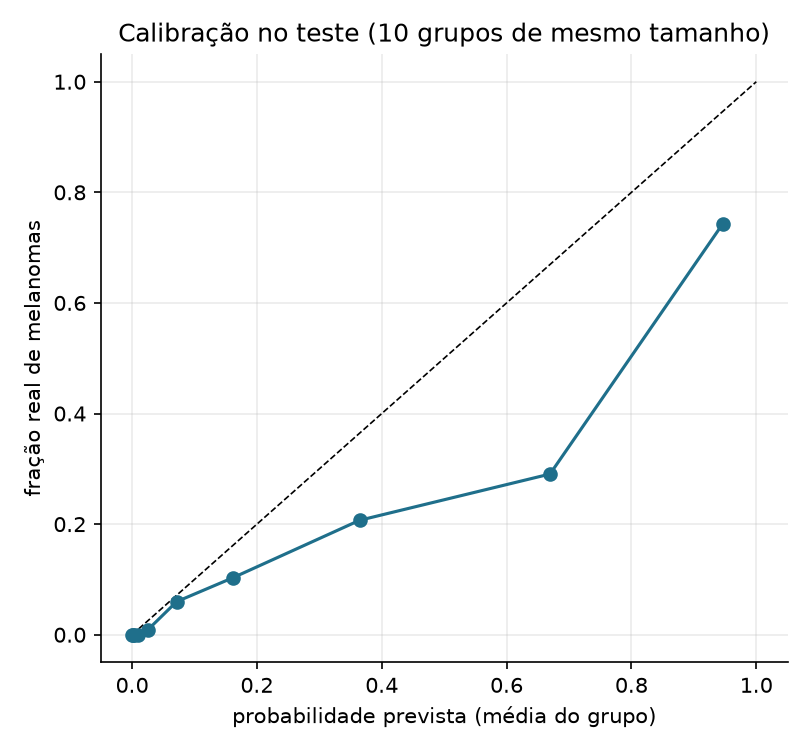 Calibração no teste (10 grupos de mesmo tamanho)
1.0
0.8
0.6
0.4
0.2
0.0
fração real de melanomas
0.0 0.2 0.4 0.6 0.8 1.0
probabilidade prevista (média do grupo)